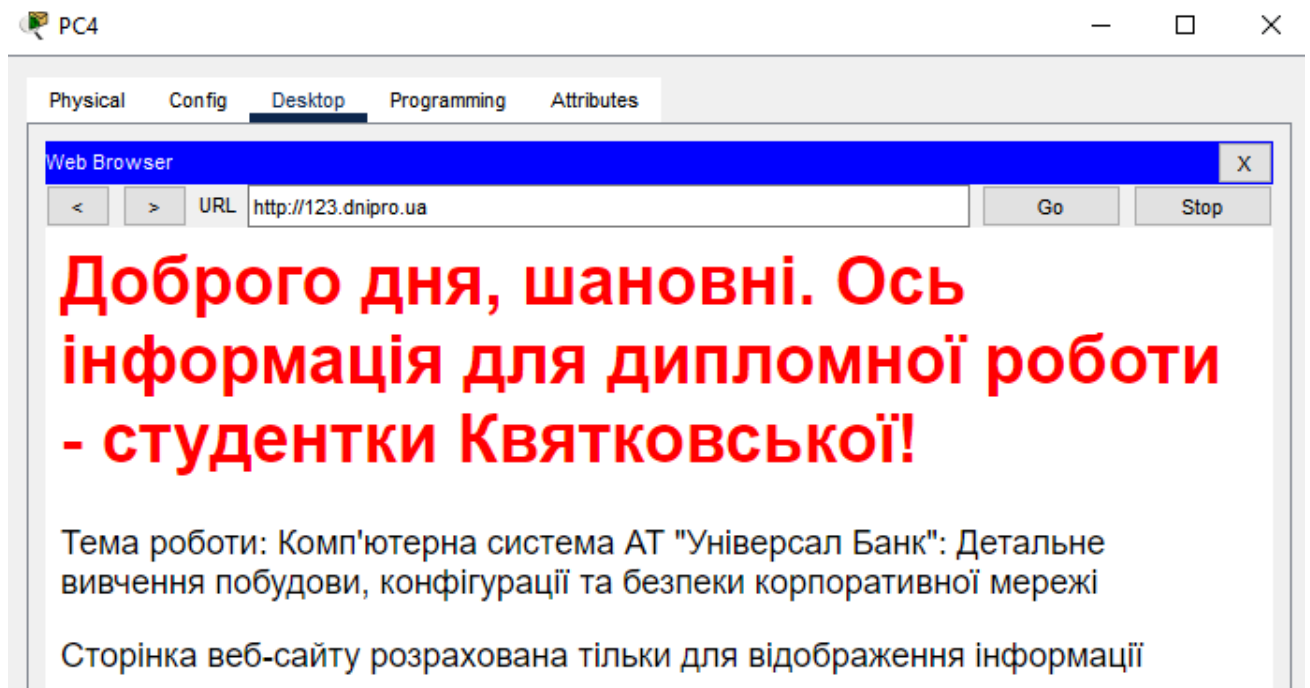 PC4
Physical Config Desktop Programming Attributes
Web Browser X
< > URL http://123.dnipro.ua Go Stop
Доброго дня, шановні. Ось
інформація для дипломної роботи
- студентки Квятковської!
Тема роботи: Комп'ютерна система АТ "Універсал Банк": Детальне
вивчення побудови, конфігурації та безпеки корпоративної мережі
Сторінка веб-сайту розрахована тільки для відображення інформації